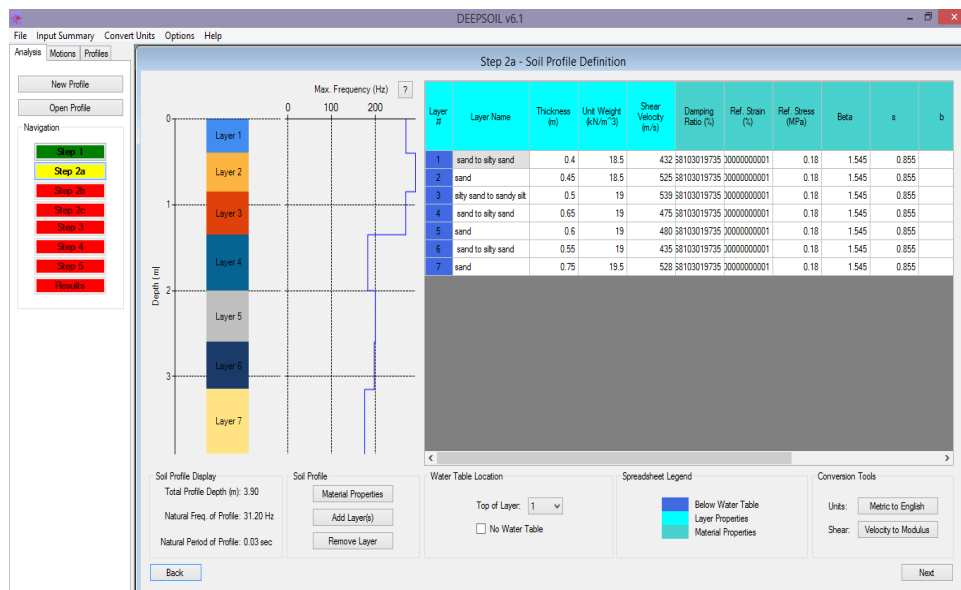 DEEPSOIL v6.1
File Input Summary Convert Units Options Help
Analysis Motions Profiles
New Profile
Open Profile
Navigation
Step 1
Step 2a
Step 2b
Step 2c
Step 3
Step 4
Step 5
Results
Step 2a - Soil Profile Definition
Max. Frequency (Hz) ?
0 100 200
0
1
2
3
Depth (m)
Layer 1
Layer 2
Layer 3
Layer 4
Layer 5
Layer 6
Layer 7
Layer # Layer Name Thickness (m) Unit Weight (kN/m^3) Shear Velocity (m/s) Damping Ratio (%) Ref. Strain (%) Ref. Stress (MPa) Beta s b
1 sand to silty sand 0.4 18.5 432 58103019735 00000000001 0.18 1.545 0.855
2 sand 0.45 18.5 525 58103019735 00000000001 0.18 1.545 0.855
3 silty sand to sandy silt 0.5 19 539 58103019735 00000000001 0.18 1.545 0.855
4 sand to silty sand 0.65 19 475 58103019735 00000000001 0.18 1.545 0.855
5 sand 0.6 19 480 58103019735 00000000001 0.18 1.545 0.855
6 sand to silty sand 0.55 19 435 58103019735 00000000001 0.18 1.545 0.855
7 sand 0.75 19.5 528 58103019735 00000000001 0.18 1.545 0.855
Soil Profile Display
Total Profile Depth (m): 3.90
Natural Freq. of Profile: 31.20 Hz
Natural Period of Profile: 0.03 sec
Soil Profile
Material Properties
Add Layer(s)
Remove Layer
Water Table Location
Top of Layer: 1
No Water Table
Spreadsheet Legend
Below Water Table
Layer Properties
Material Properties
Conversion Tools
Units: Metric to English
Shear: Velocity to Modulus
Back
Next